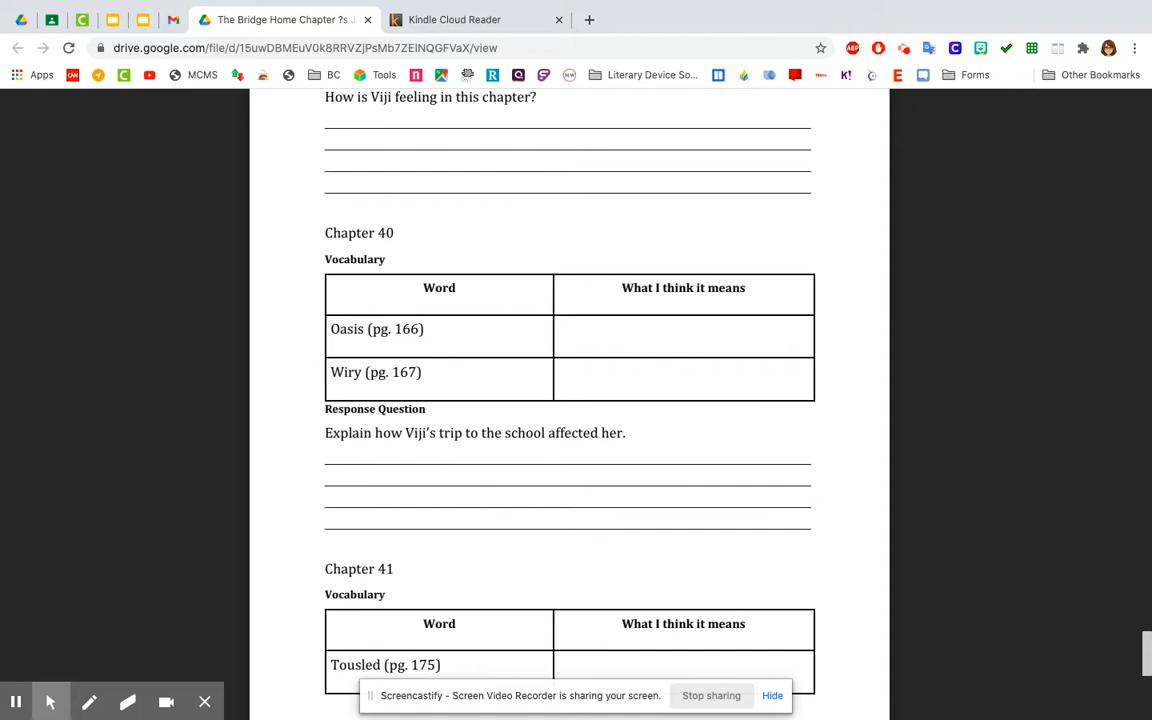 The Bridge Home Chapter ?s J
Kindle Cloud Reader
drive.google.com/file/d/15uwDBMEuV0k8RRVZjPsMb7ZElNQGFVaX/view
Apps
MCMS
BC
Tools
Literary Device So...
Forms
Other Bookmarks
How is Viji feeling in this chapter?
Chapter 40
Vocabulary
Word What I think it means
Oasis (pg. 166)
Wiry (pg. 167)
Response Question
Explain how Viji's trip to the school affected her.
Chapter 41
Vocabulary
Word What I think it means
Tousled (pg. 175)
Screencastify - Screen Video Recorder is sharing your screen. Stop sharing Hide